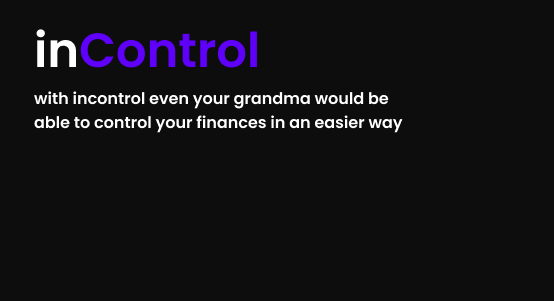 inControl
with incontrol even your grandma would be
able to control your finances in an easier way